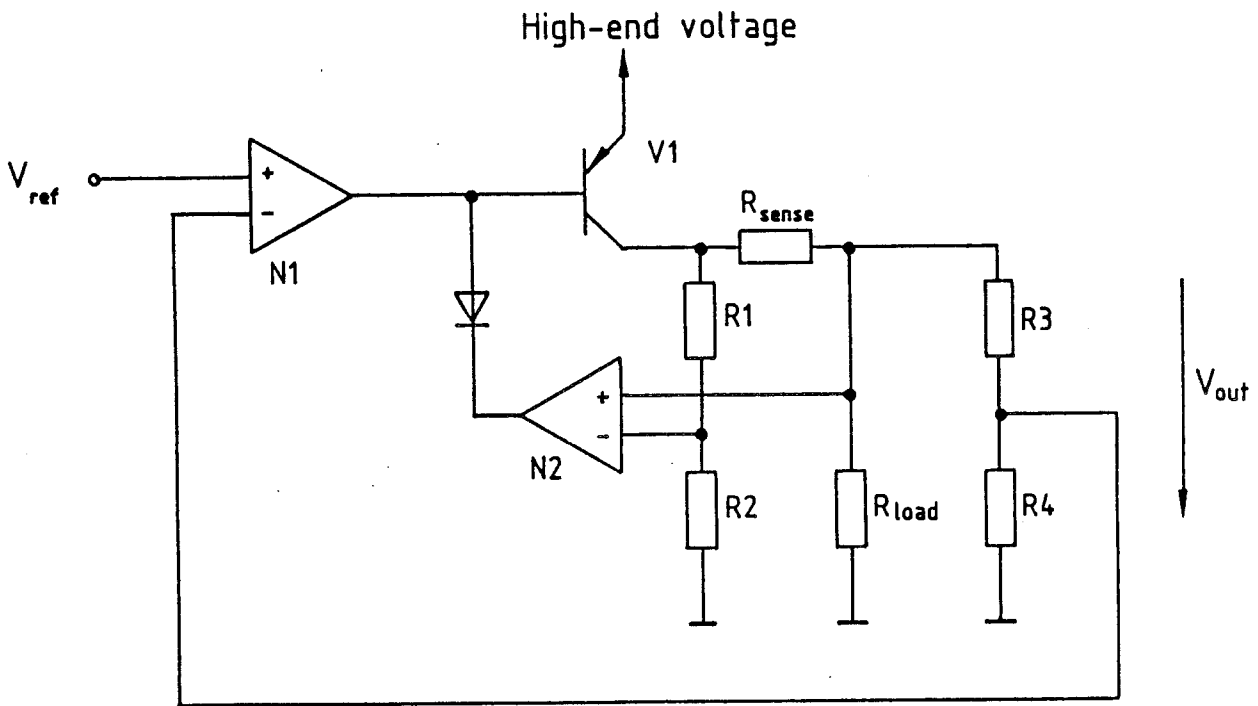 High-end voltage
V1
Vref
+
-
N1
Rsense
R1
R3
Vout
+
-
N2
R2
Rload
R4